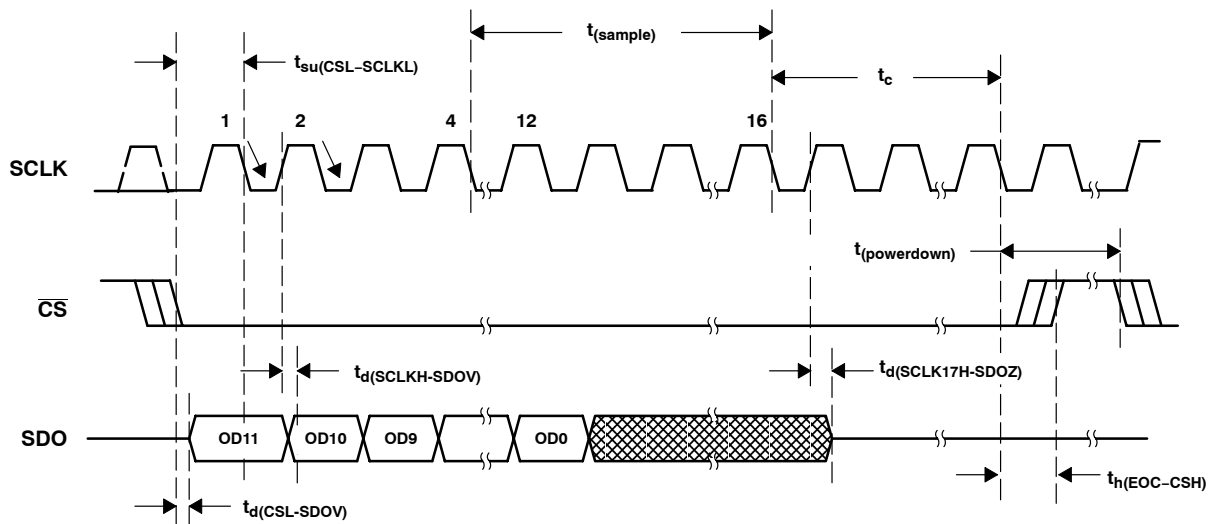 t(sample)
tsu(CSL–SCLKL)
tc
1 2 4 12 16
SCLK
t(powerdown)
CS
td(SCLKH-SDOV) td(SCLK17H-SDOZ)
SDO OD11 OD10 OD9 OD0
th(EOC–CSH)
td(CSL-SDOV)